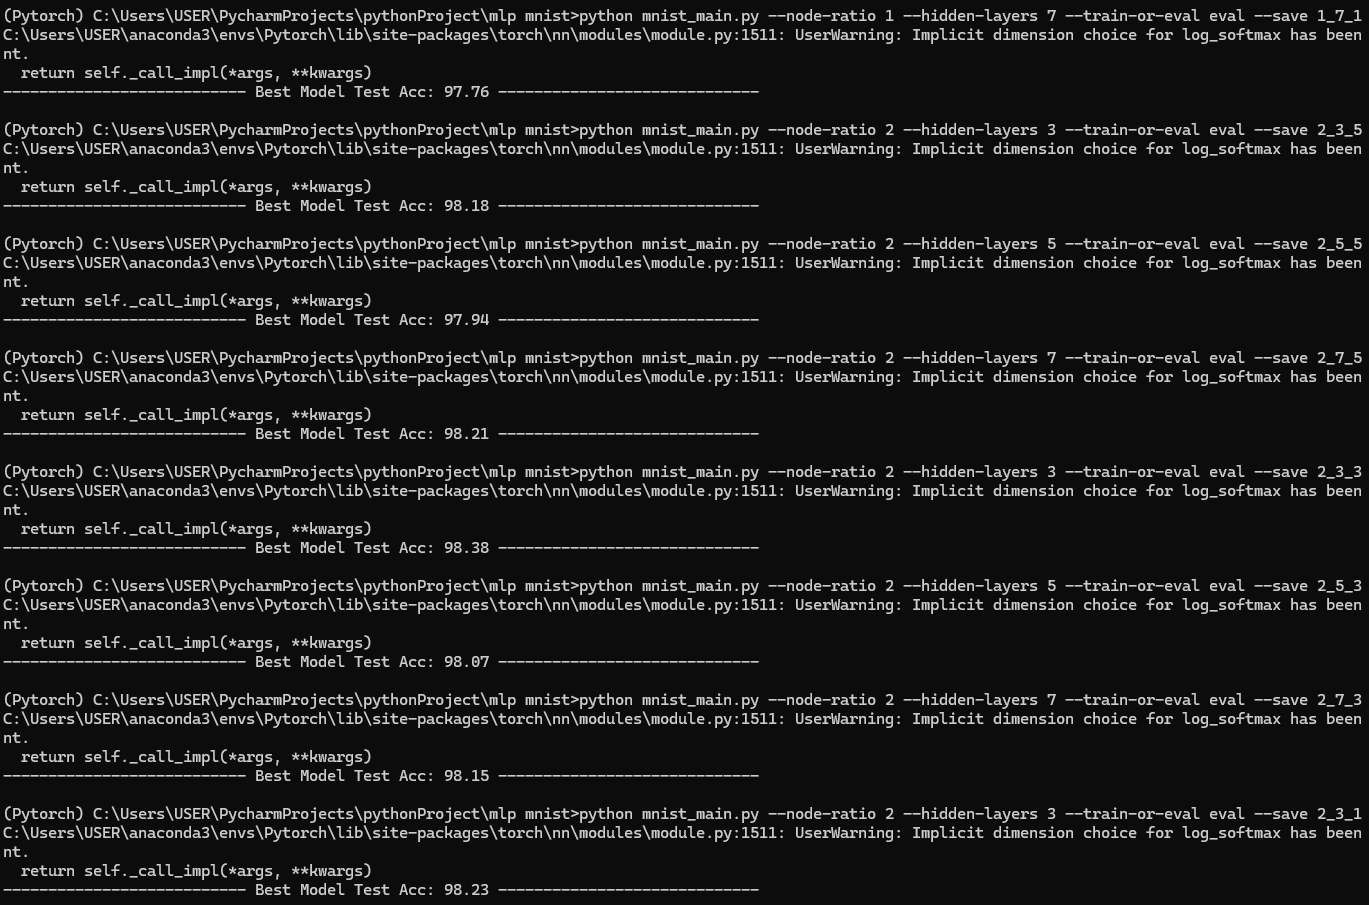 (Pytorch) C:\Users\USER\PycharmProjects\pythonProject\mlp mnist>python mnist_main.py --node-ratio 1 --hidden-layers 7 --train-or-eval eval --save 1_7_1
C:\Users\USER\anaconda3\envs\Pytorch\lib\site-packages\torch\nn\modules\module.py:1511: UserWarning: Implicit dimension choice for log_softmax has been
nt.
  return self._call_impl(*args, **kwargs)
--------------------------- Best Model Test Acc: 97.76 -----------------------------
(Pytorch) C:\Users\USER\PycharmProjects\pythonProject\mlp mnist>python mnist_main.py --node-ratio 2 --hidden-layers 3 --train-or-eval eval --save 2_3_5
C:\Users\USER\anaconda3\envs\Pytorch\lib\site-packages\torch\nn\modules\module.py:1511: UserWarning: Implicit dimension choice for log_softmax has been
nt.
  return self._call_impl(*args, **kwargs)
--------------------------- Best Model Test Acc: 98.18 -----------------------------
(Pytorch) C:\Users\USER\PycharmProjects\pythonProject\mlp mnist>python mnist_main.py --node-ratio 2 --hidden-layers 5 --train-or-eval eval --save 2_5_5
C:\Users\USER\anaconda3\envs\Pytorch\lib\site-packages\torch\nn\modules\module.py:1511: UserWarning: Implicit dimension choice for log_softmax has been
nt.
  return self._call_impl(*args, **kwargs)
--------------------------- Best Model Test Acc: 97.94 -----------------------------
(Pytorch) C:\Users\USER\PycharmProjects\pythonProject\mlp mnist>python mnist_main.py --node-ratio 2 --hidden-layers 7 --train-or-eval eval --save 2_7_5
C:\Users\USER\anaconda3\envs\Pytorch\lib\site-packages\torch\nn\modules\module.py:1511: UserWarning: Implicit dimension choice for log_softmax has been
nt.
  return self._call_impl(*args, **kwargs)
--------------------------- Best Model Test Acc: 98.21 -----------------------------
(Pytorch) C:\Users\USER\PycharmProjects\pythonProject\mlp mnist>python mnist_main.py --node-ratio 2 --hidden-layers 3 --train-or-eval eval --save 2_3_3
C:\Users\USER\anaconda3\envs\Pytorch\lib\site-packages\torch\nn\modules\module.py:1511: UserWarning: Implicit dimension choice for log_softmax has been
nt.
  return self._call_impl(*args, **kwargs)
--------------------------- Best Model Test Acc: 98.38 -----------------------------
(Pytorch) C:\Users\USER\PycharmProjects\pythonProject\mlp mnist>python mnist_main.py --node-ratio 2 --hidden-layers 5 --train-or-eval eval --save 2_5_3
C:\Users\USER\anaconda3\envs\Pytorch\lib\site-packages\torch\nn\modules\module.py:1511: UserWarning: Implicit dimension choice for log_softmax has been
nt.
  return self._call_impl(*args, **kwargs)
--------------------------- Best Model Test Acc: 98.07 -----------------------------
(Pytorch) C:\Users\USER\PycharmProjects\pythonProject\mlp mnist>python mnist_main.py --node-ratio 2 --hidden-layers 7 --train-or-eval eval --save 2_7_3
C:\Users\USER\anaconda3\envs\Pytorch\lib\site-packages\torch\nn\modules\module.py:1511: UserWarning: Implicit dimension choice for log_softmax has been
nt.
  return self._call_impl(*args, **kwargs)
--------------------------- Best Model Test Acc: 98.15 -----------------------------
(Pytorch) C:\Users\USER\PycharmProjects\pythonProject\mlp mnist>python mnist_main.py --node-ratio 2 --hidden-layers 3 --train-or-eval eval --save 2_3_1
C:\Users\USER\anaconda3\envs\Pytorch\lib\site-packages\torch\nn\modules\module.py:1511: UserWarning: Implicit dimension choice for log_softmax has been
nt.
  return self._call_impl(*args, **kwargs)
--------------------------- Best Model Test Acc: 98.23 -----------------------------